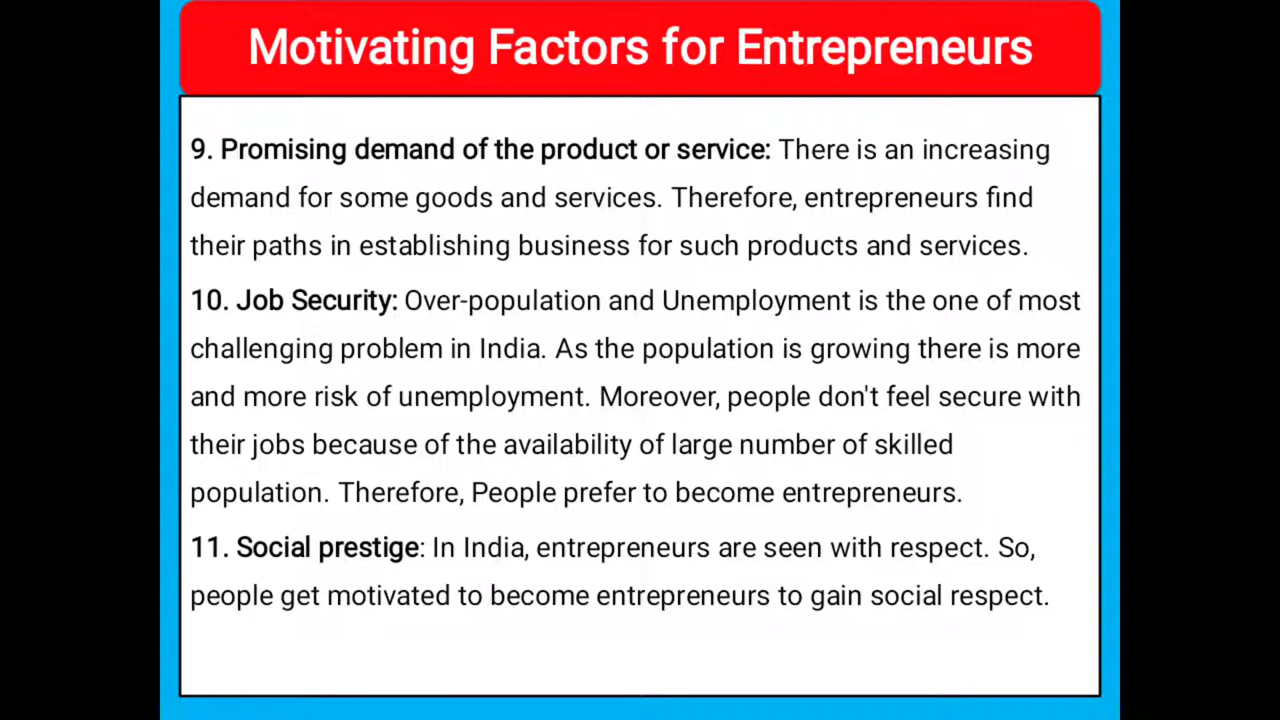 Motivating Factors for Entrepreneurs
9. Promising demand of the product or service: There is an increasing
demand for some goods and services. Therefore, entrepreneurs find
their paths in establishing business for such products and services.
10. Job Security: Over-population and Unemployment is the one of most
challenging problem in India. As the population is growing there is more
and more risk of unemployment. Moreover, people don't feel secure with
their jobs because of the availability of large number of skilled
population. Therefore, People prefer to become entrepreneurs.
11. Social prestige: In India, entrepreneurs are seen with respect. So,
people get motivated to become entrepreneurs to gain social respect.